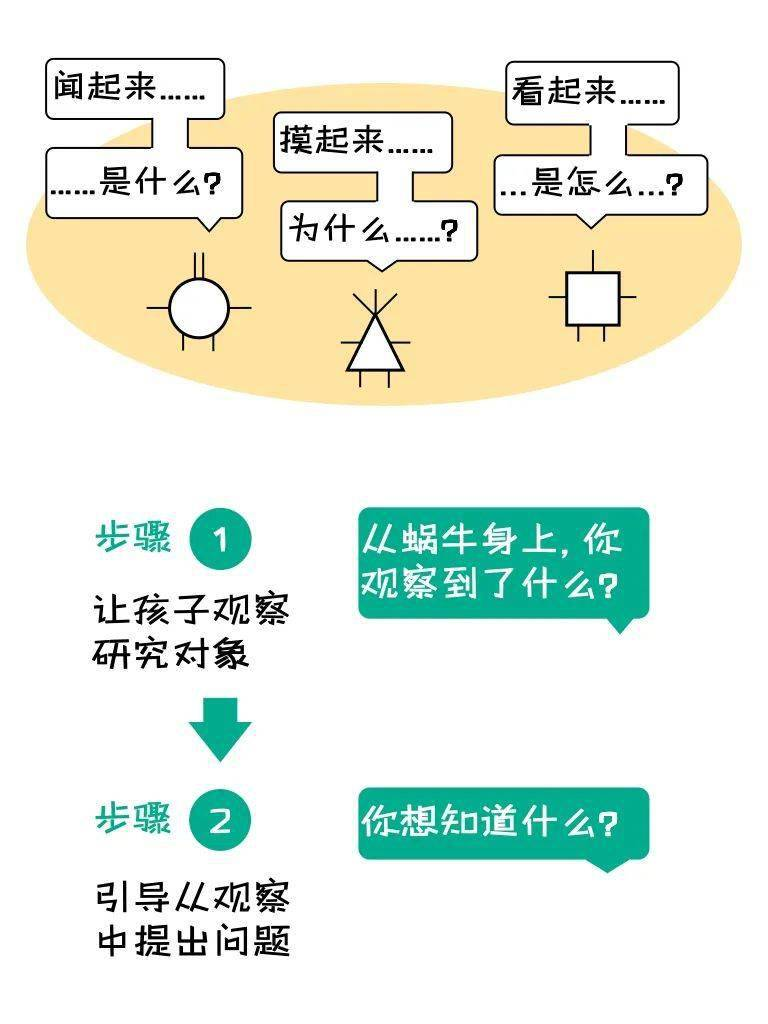 闻起来......
......是什么?
摸起来......
为什么......?
看起来......
...是怎么...?
步骤 1
让孩子观察
研究对象
从蜗牛身上，你
观察到了什么?
步骤 2
引导从观察
中提出问题
你想知道什么?